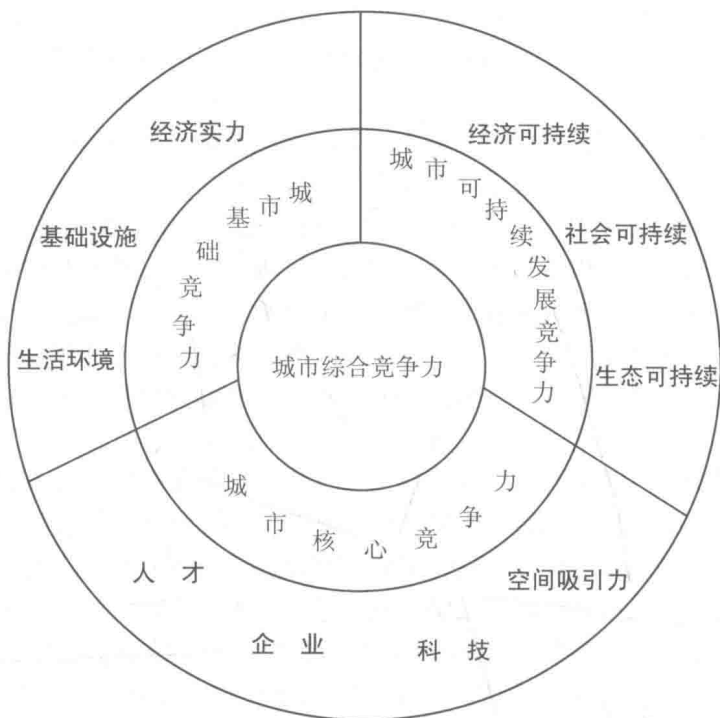 经济实力
基础设施
生活环境
城市基础竞争力
经济可持续
社会可持续
生态可持续
城市可持续发展竞争力
城市综合竞争力
城市核心竞争力
人才
企业
科技
空间吸引力